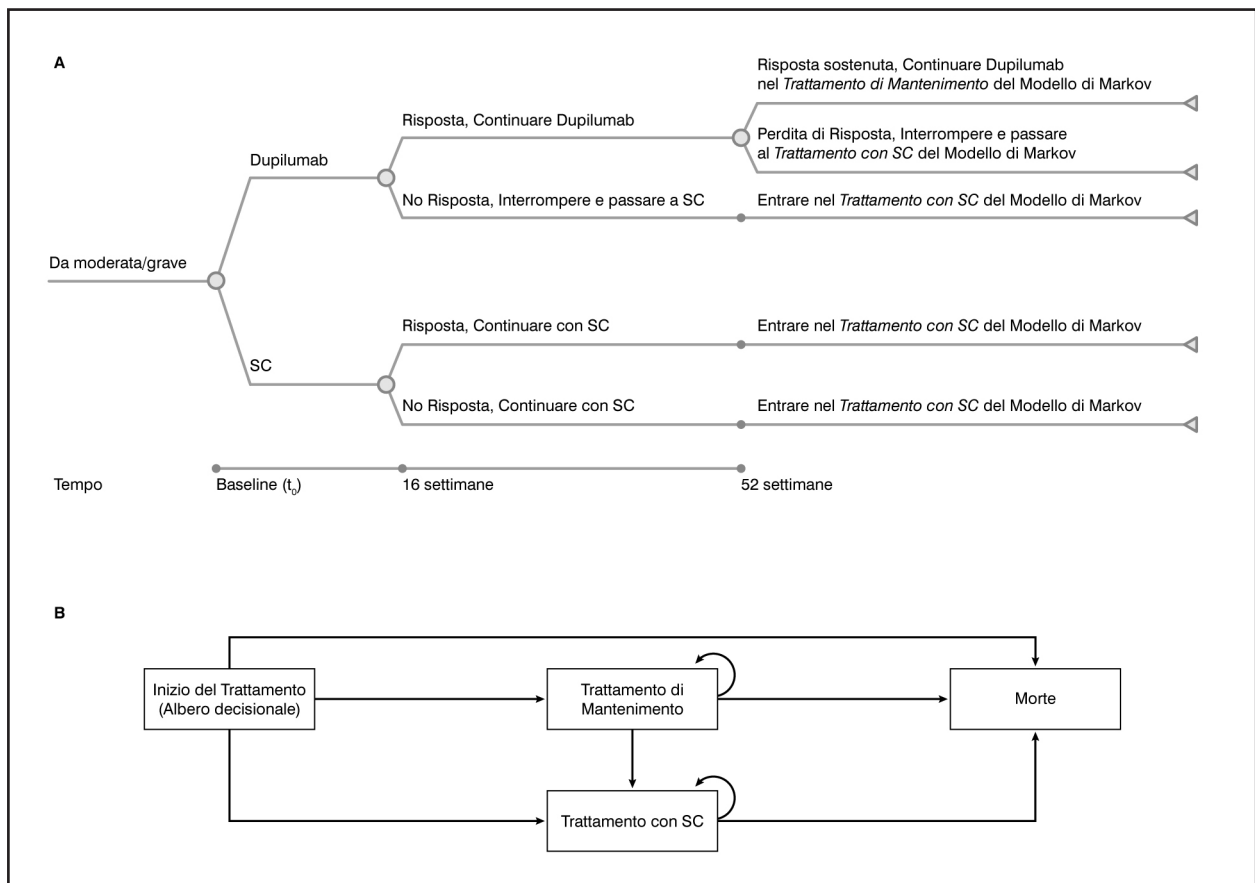 A
Risposta sostenuta, Continuare Dupilumab
nel Trattamento di Mantenimento del Modello di Markov
Risposta, Continuare Dupilumab
Perdita di Risposta, Interrompere e passare
al Trattamento con SC del Modello di Markov
Dupilumab
No Risposta, Interrompere e passare a SC
Entrare nel Trattamento con SC del Modello di Markov
Da moderata/grave
Risposta, Continuare con SC
Entrare nel Trattamento con SC del Modello di Markov
SC
No Risposta, Continuare con SC
Entrare nel Trattamento con SC del Modello di Markov
Tempo
Baseline (t0)
16 settimane
52 settimane
B
Inizio del Trattamento
(Albero decisionale)
Trattamento di
Mantenimento
Morte
Trattamento con SC